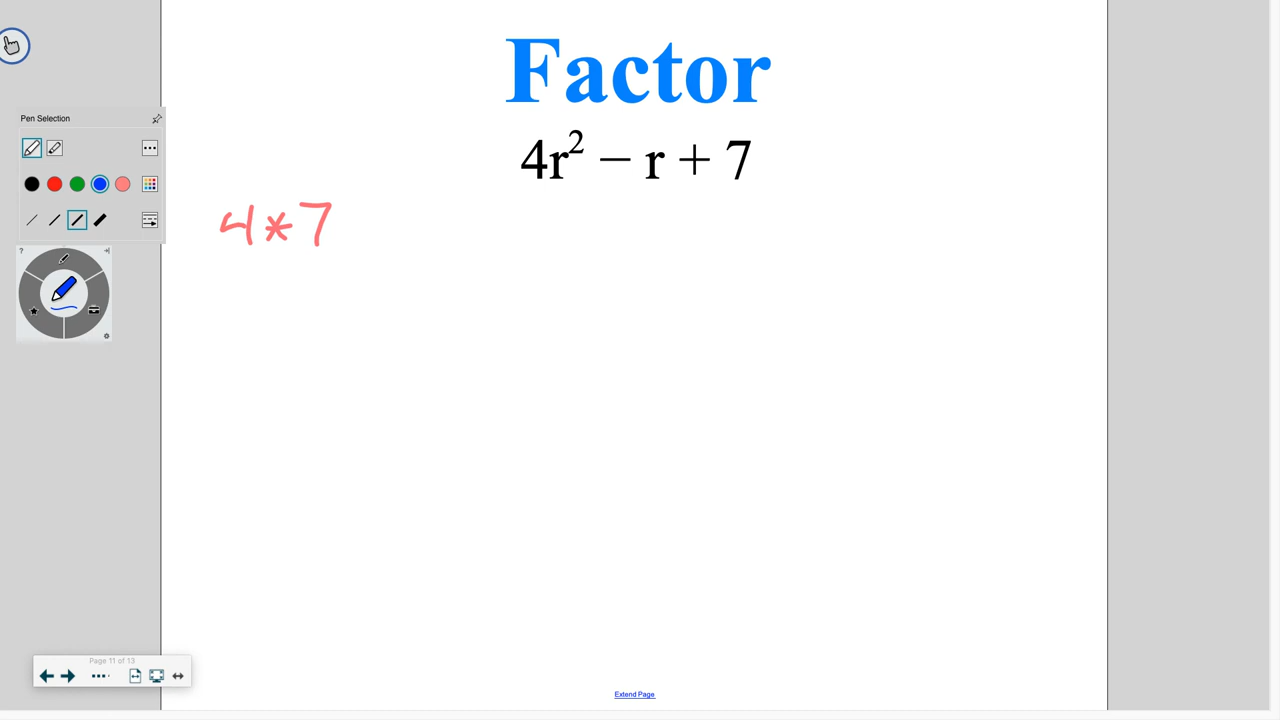 Factor
4r² − r + 7
Pen Selection
4*7
?
Page 11 of 13
Extend Page